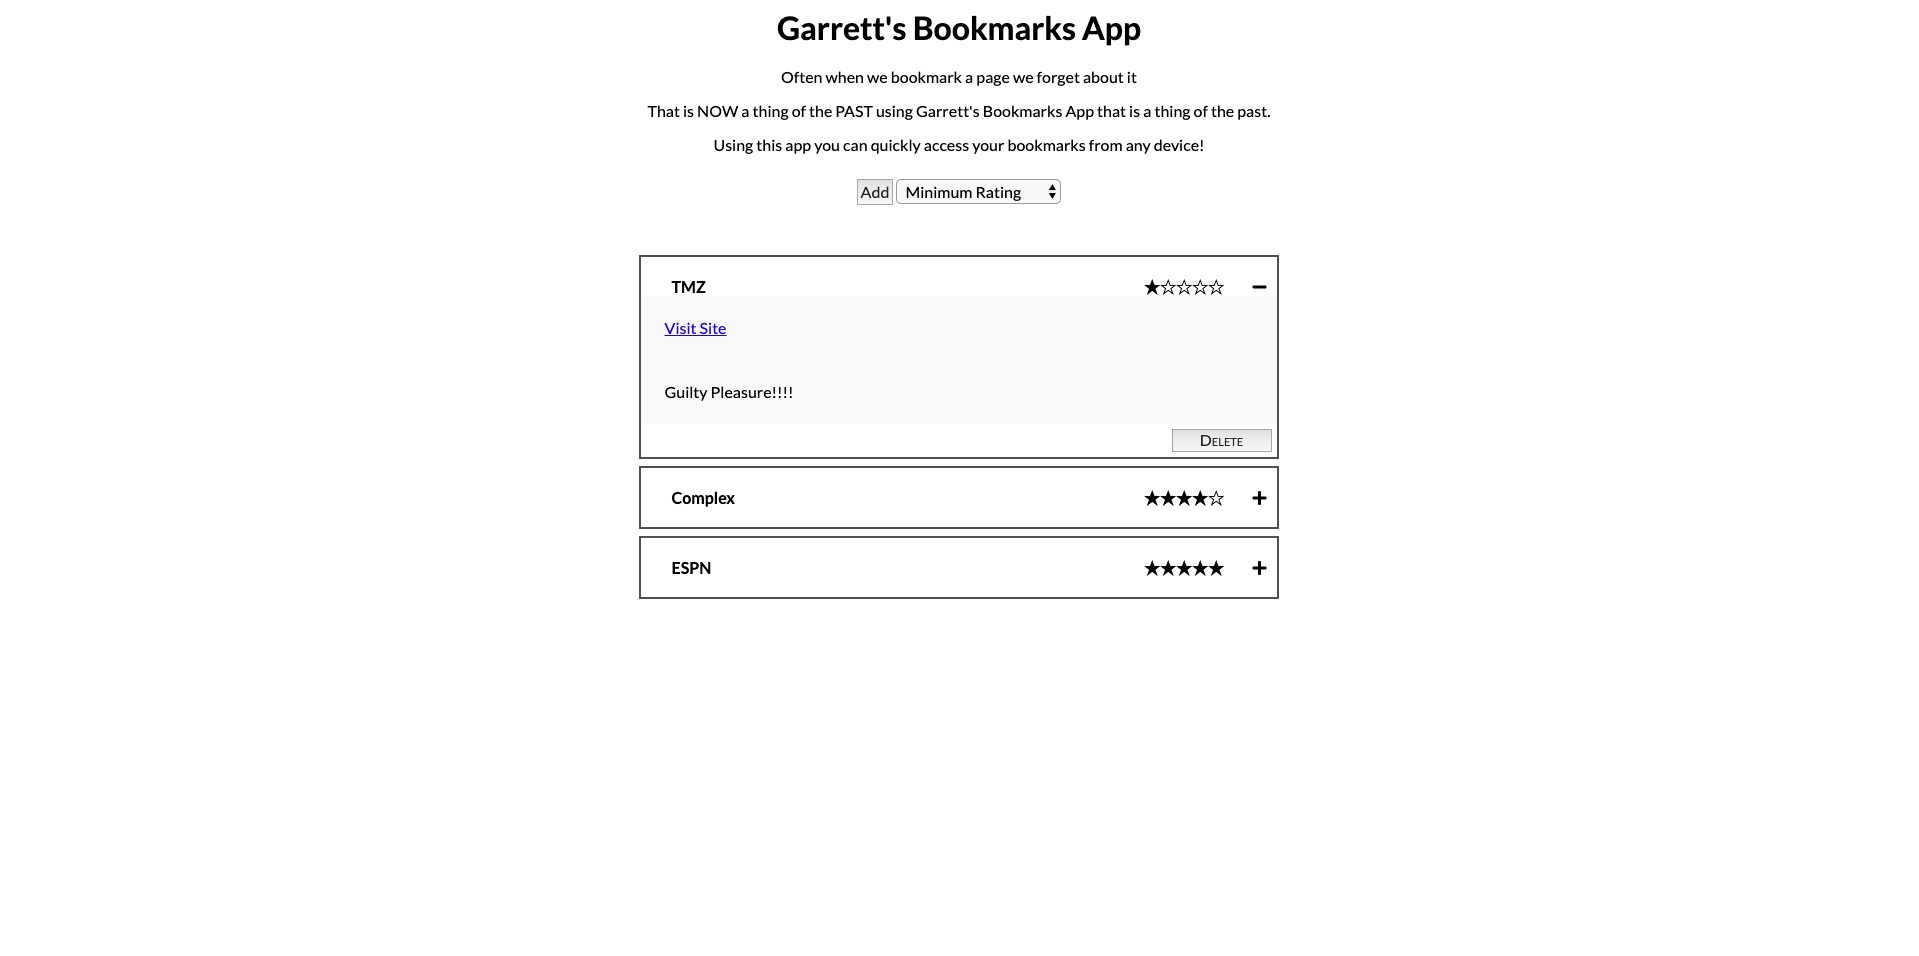 Garrett's Bookmarks App
Often when we bookmark a page we forget about it
That is NOW a thing of the PAST using Garrett's Bookmarks App that is a thing of the past.
Using this app you can quickly access your bookmarks from any device!
Add Minimum Rating
TMZ ★☆☆☆☆
Visit Site
Guilty Pleasure!!!!
Delete
Complex ★★★★☆
ESPN ★★★★★